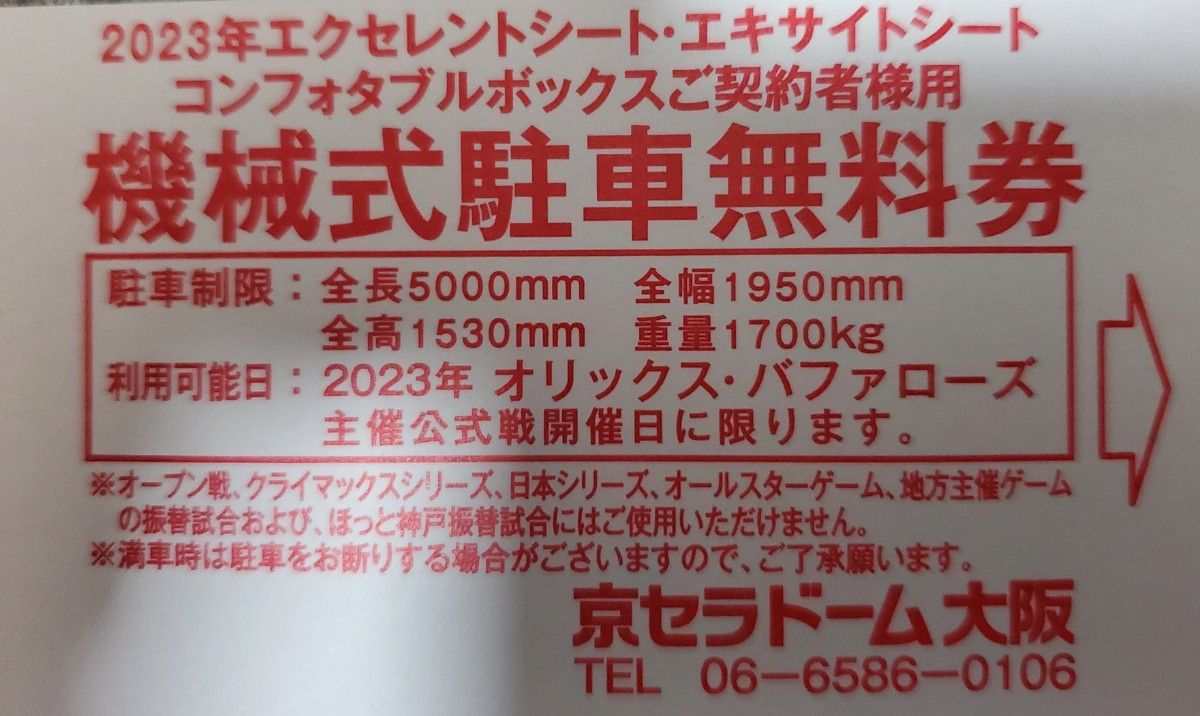 2023年エクセレントシート・エキサイトシート
コンフォタブルボックスご契約者様用
機械式駐車無料券
駐車制限：全長5000mm　全幅1950mm
全高1530mm　重量1700kg
利用可能日：2023年 オリックス・バファローズ
主催公式戦開催日に限ります。
※オープン戦、クライマックスシリーズ、日本シリーズ、オールスターゲーム、地方主催ゲーム
の振替試合および、ほっと神戸振替試合にはご使用いただけません。
※満車時は駐車をお断りする場合がございますので、ご了承願います。
京セラドーム大阪
TEL 06－6586－0106